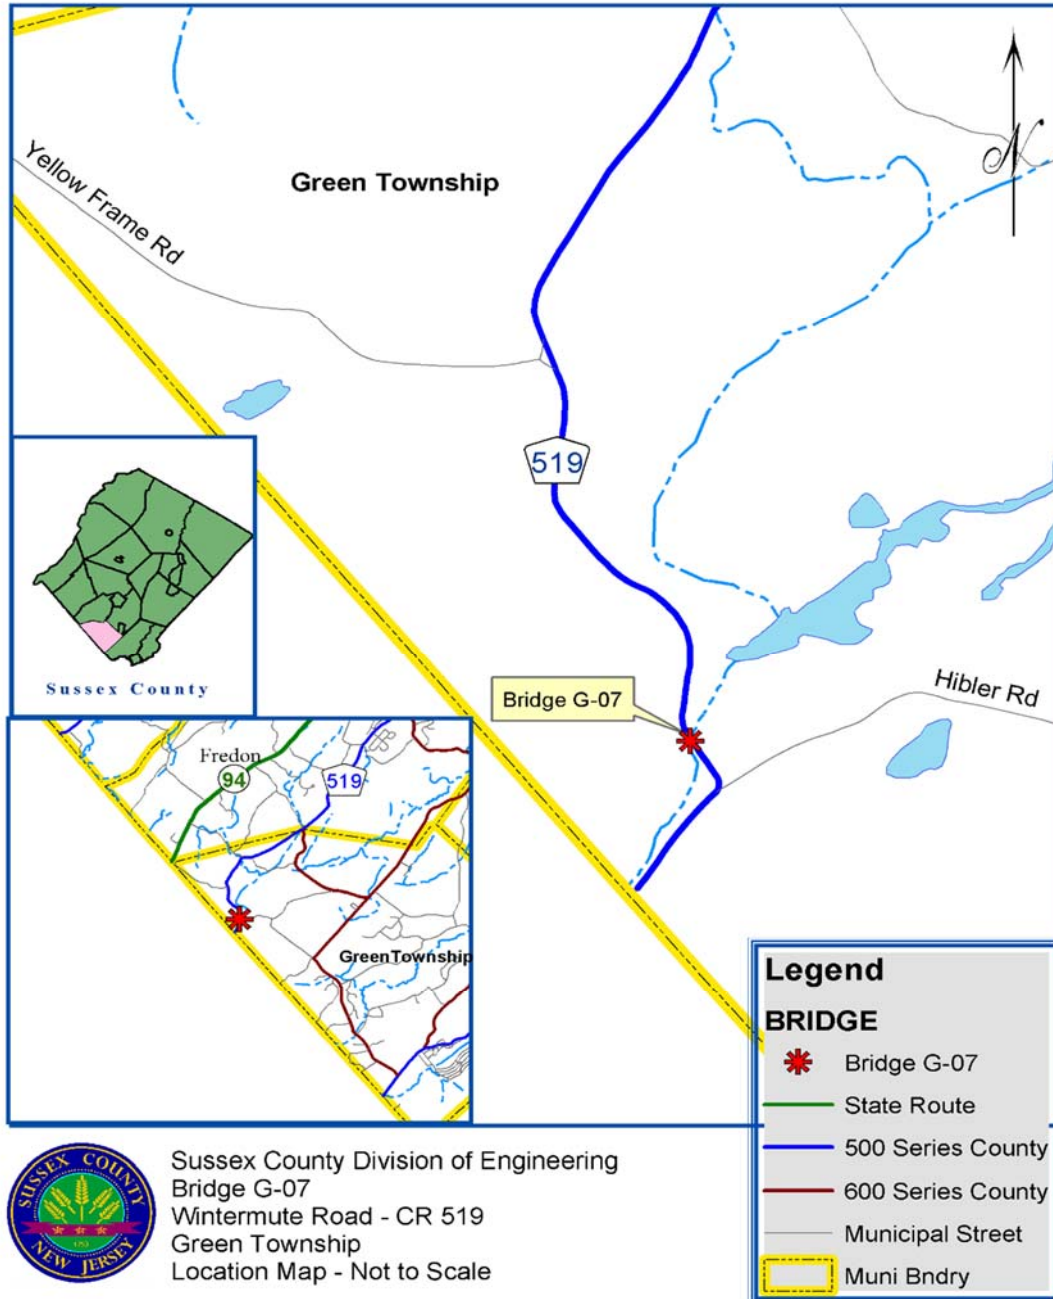 Green Township
Yellow Frame Rd
N
519
Sussex County
Bridge G-07
Hibler Rd
Fredon
94
519
GreenTownship
Legend
BRIDGE
Bridge G-07
State Route
500 Series County
600 Series County
Municipal Street
Muni Bndry
SUSSEX COUNTY
1753
NEW JERSEY
Sussex County Division of Engineering
Bridge G-07
Wintermute Road - CR 519
Green Township
Location Map - Not to Scale